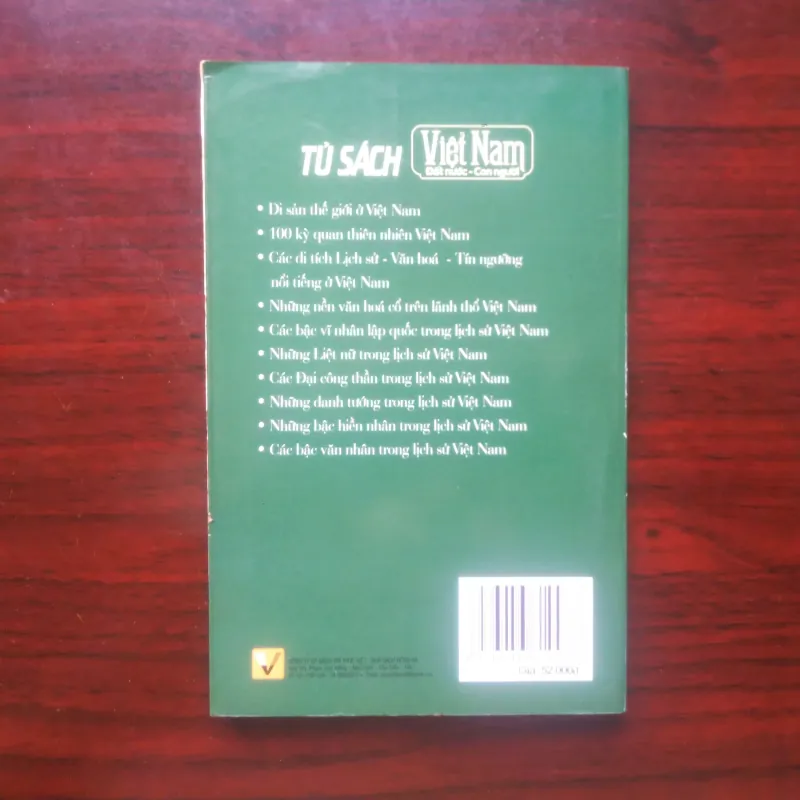 TỦ SÁCH Việt Nam
Đất nước - Con người
• Di sản thế giới ở Việt Nam
• 100 kỳ quan thiên nhiên Việt Nam
• Các di tích Lịch sử - Văn hoá - Tín ngưỡng
nổi tiếng ở Việt Nam
• Những nền văn hoá cổ trên lãnh thổ Việt Nam
• Các bậc vĩ nhân lập quốc trong lịch sử Việt Nam
• Những Liệt nữ trong lịch sử Việt Nam
• Các Đại công thần trong lịch sử Việt Nam
• Những danh tướng trong lịch sử Việt Nam
• Những bậc hiền nhân trong lịch sử Việt Nam
• Các bậc văn nhân trong lịch sử Việt Nam
Giá: 52.000đ